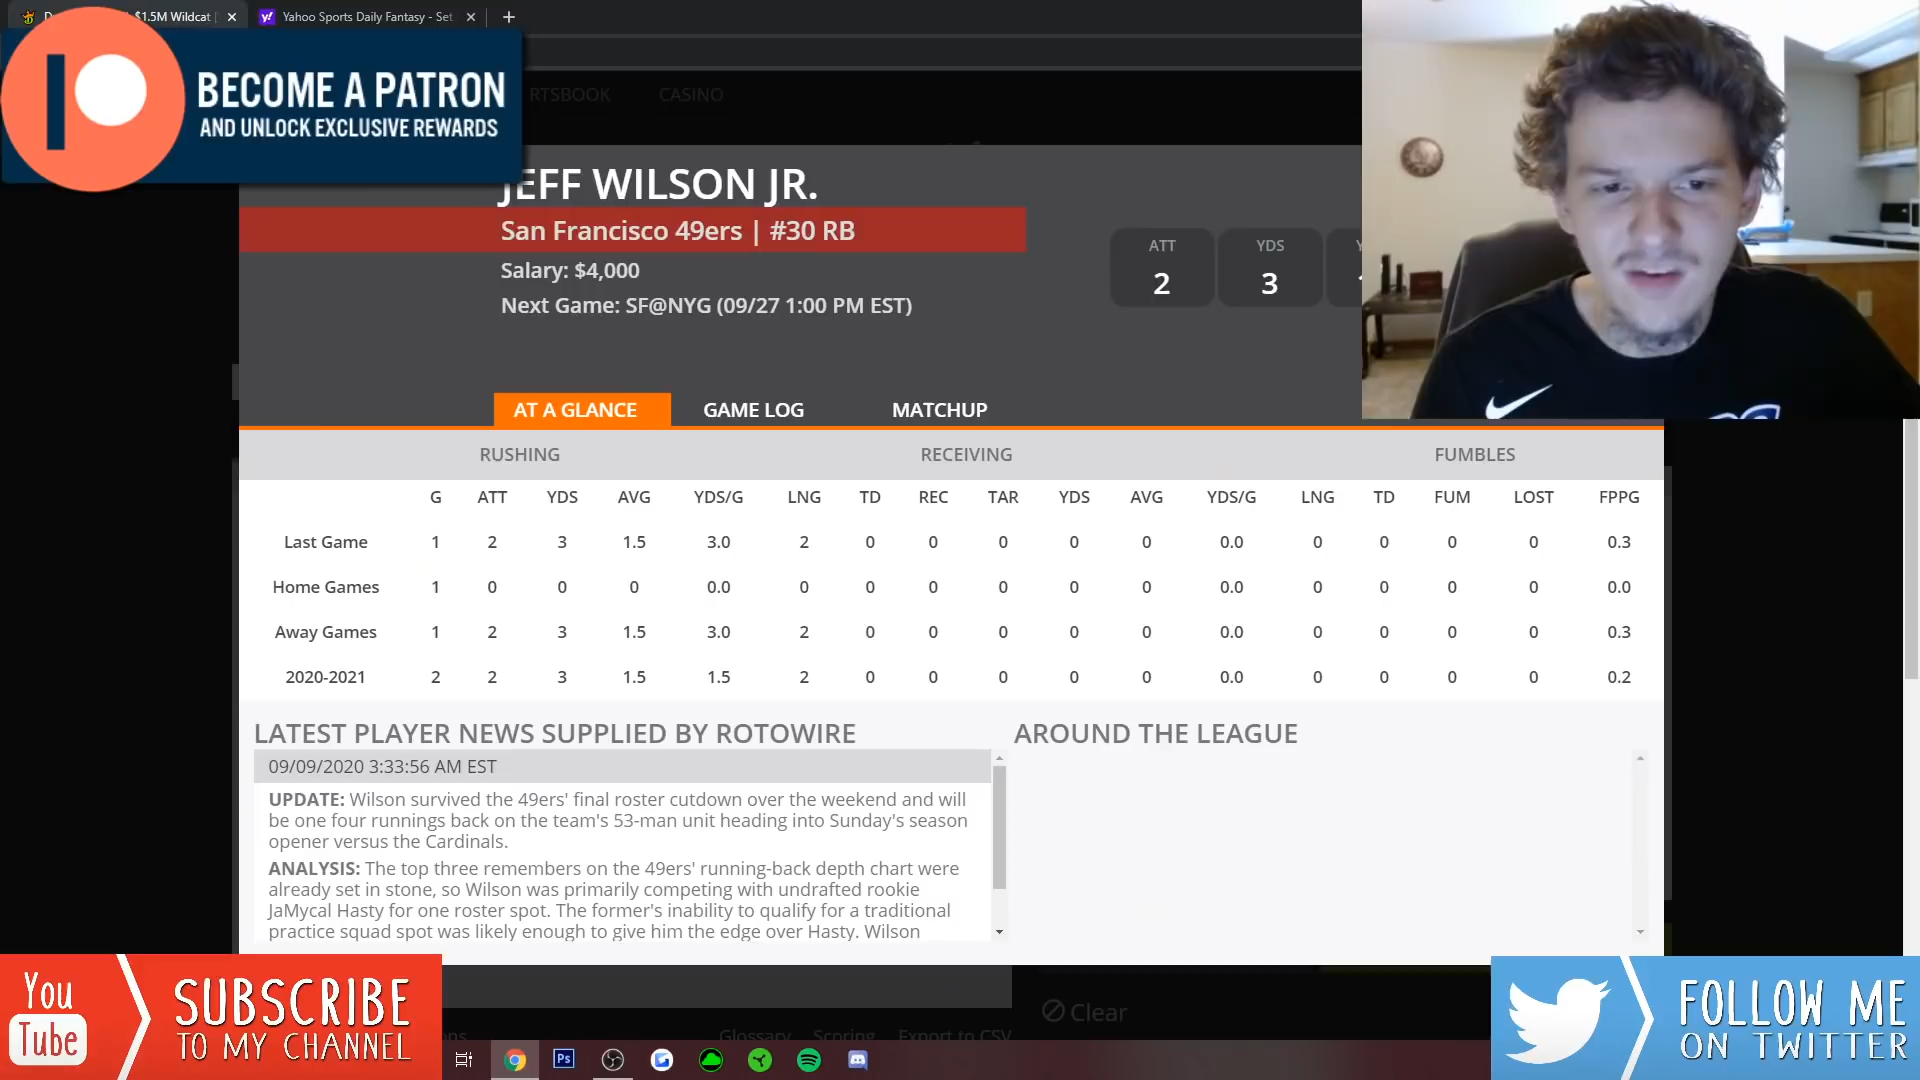 $1.5M Wildcat
Yahoo Sports Daily Fantasy - Set
BECOME A PATRON
AND UNLOCK EXCLUSIVE REWARDS
RTSBOOK CASINO
JEFF WILSON JR.
San Francisco 49ers | #30 RB
Salary: $4,000
Next Game: SF@NYG (09/27 1:00 PM EST)
ATT YDS
2 3
AT A GLANCE GAME LOG MATCHUP
RUSHING RECEIVING FUMBLES
G ATT YDS AVG YDS/G LNG TD REC TAR YDS AVG YDS/G LNG TD FUM LOST FPPG
Last Game 1 2 3 1.5 3.0 2 0 0 0 0 0 0.0 0 0 0 0 0.3
Home Games 1 0 0 0 0.0 0 0 0 0 0 0 0.0 0 0 0 0 0.0
Away Games 1 2 3 1.5 3.0 2 0 0 0 0 0 0.0 0 0 0 0 0.3
2020-2021 2 2 3 1.5 1.5 2 0 0 0 0 0 0.0 0 0 0 0 0.2
LATEST PLAYER NEWS SUPPLIED BY ROTOWIRE
AROUND THE LEAGUE
09/09/2020 3:33:56 AM EST
UPDATE: Wilson survived the 49ers' final roster cutdown over the weekend and will
be one four runnings back on the team's 53-man unit heading into Sunday's season
opener versus the Cardinals.
ANALYSIS: The top three remembers on the 49ers' running-back depth chart were
already set in stone, so Wilson was primarily competing with undrafted rookie
JaMycal Hasty for one roster spot. The former's inability to qualify for a traditional
practice squad spot was likely enough to give him the edge over Hasty. Wilson
Clear
Glossary Scoring Export to CSV
You
Tube
SUBSCRIBE
TO MY CHANNEL
Ps
FOLLOW ME
ON TWITTER